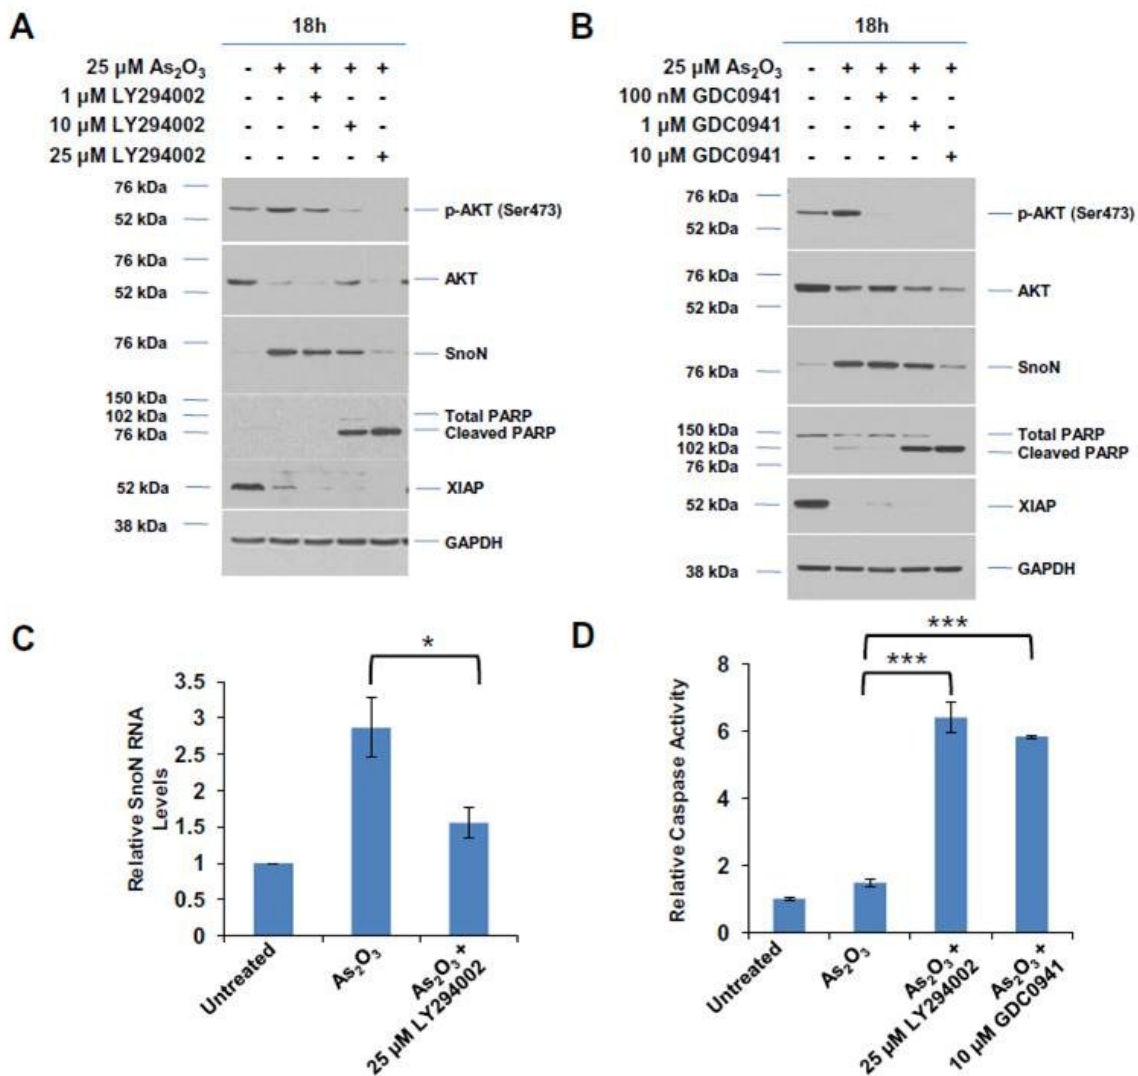 A
18h
25 µM As2O3 - + + + +
1 µM LY294002 - - + - -
10 µM LY294002 - - - + -
25 µM LY294002 - - - - +
76 kDa
52 kDa
p-AKT (Ser473)
76 kDa
52 kDa
AKT
76 kDa
SnoN
150 kDa
102 kDa
76 kDa
Total PARP
Cleaved PARP
52 kDa
XIAP
38 kDa
GAPDH
B
18h
25 µM As2O3 - + + + +
100 nM GDC0941 - - + - -
1 µM GDC0941 - - - + -
10 µM GDC0941 - - - - +
76 kDa
52 kDa
p-AKT (Ser473)
76 kDa
52 kDa
AKT
76 kDa
SnoN
150 kDa
102 kDa
76 kDa
Total PARP
Cleaved PARP
52 kDa
XIAP
38 kDa
GAPDH
C
*
Relative SnoN RNA
Levels
3.5
3
2.5
2
1.5
1
0.5
0
Untreated
As2O3
As2O3+
25 µM LY294002
D
***
***
Relative Caspase Activity
8
6
4
2
0
Untreated
As2O3
As2O3+
25 µM LY294002
As2O3+
10 µM GDC0941